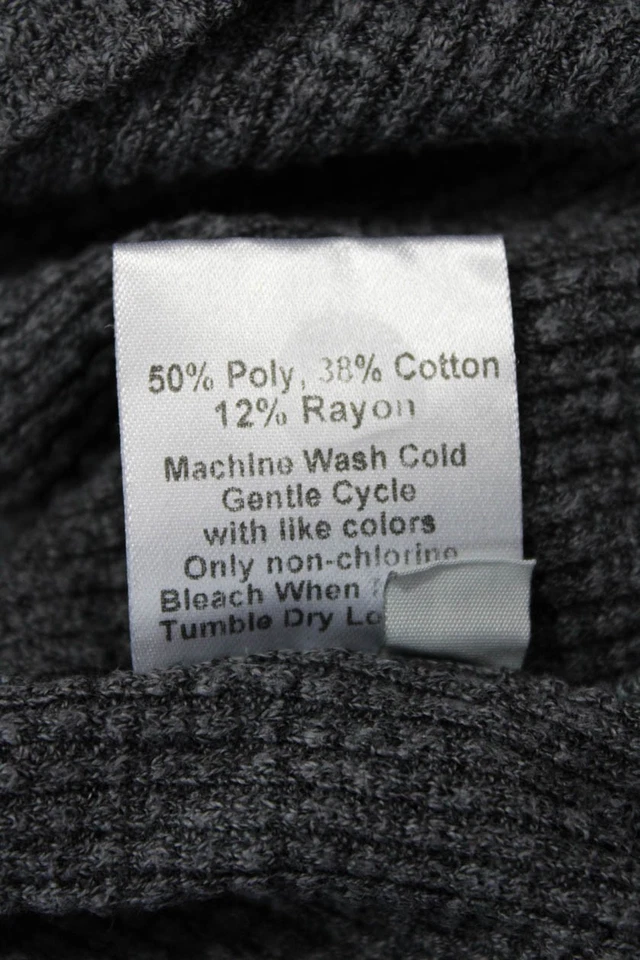 50% Poly, 38% Cotton
12% Rayon
Machine Wash Cold
Gentle Cycle
with like colors
Only non-chlorine
Bleach When
Tumble Dry